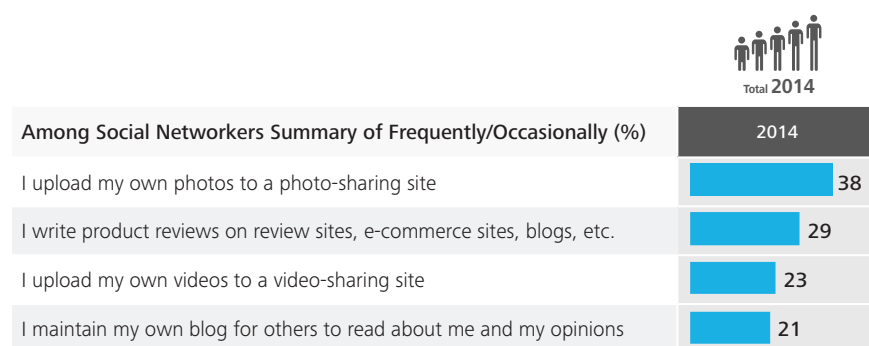 Total 2014
Among Social Networkers Summary of Frequently/Occasionally (%) 2014
I upload my own photos to a photo-sharing site 38
I write product reviews on review sites, e-commerce sites, blogs, etc. 29
I upload my own videos to a video-sharing site 23
I maintain my own blog for others to read about me and my opinions 21